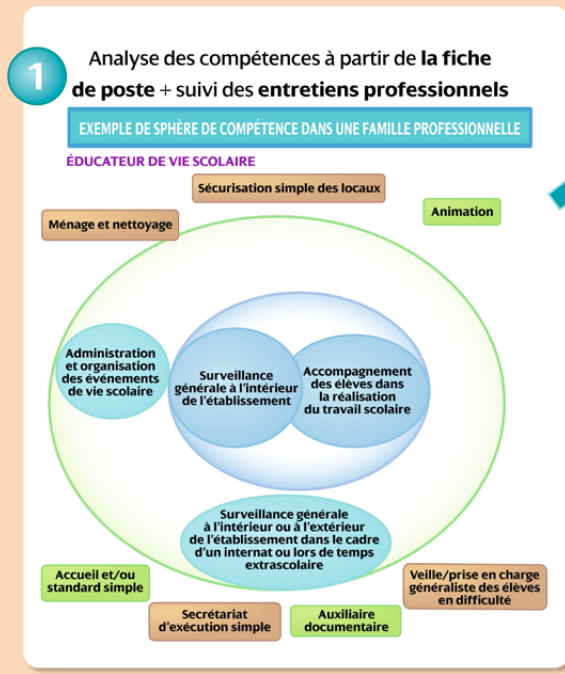 1
Analyse des compétences à partir de la fiche
de poste + suivi des entretiens professionnels
EXEMPLE DE SPHÈRE DE COMPÉTENCE DANS UNE FAMILLE PROFESSIONNELLE
ÉDUCATEUR DE VIE SCOLAIRE
Sécurisation simple des locaux
Animation
Ménage et nettoyage
Administration
et organisation
des événements
de vie scolaire
Surveillance
générale à l'intérieur
de l'établissement
Accompagnement
des élèves dans
la réalisation
du travail scolaire
Surveillance générale
à l'intérieur ou à l'extérieur
de l'établissement dans le cadre
d'un internat ou lors de temps
extrascolaire
Accueil et/ou
standard simple
Secrétariat
d'exécution simple
Auxiliaire
documentaire
Veille/prise en charge
généraliste des élèves
en difficulté